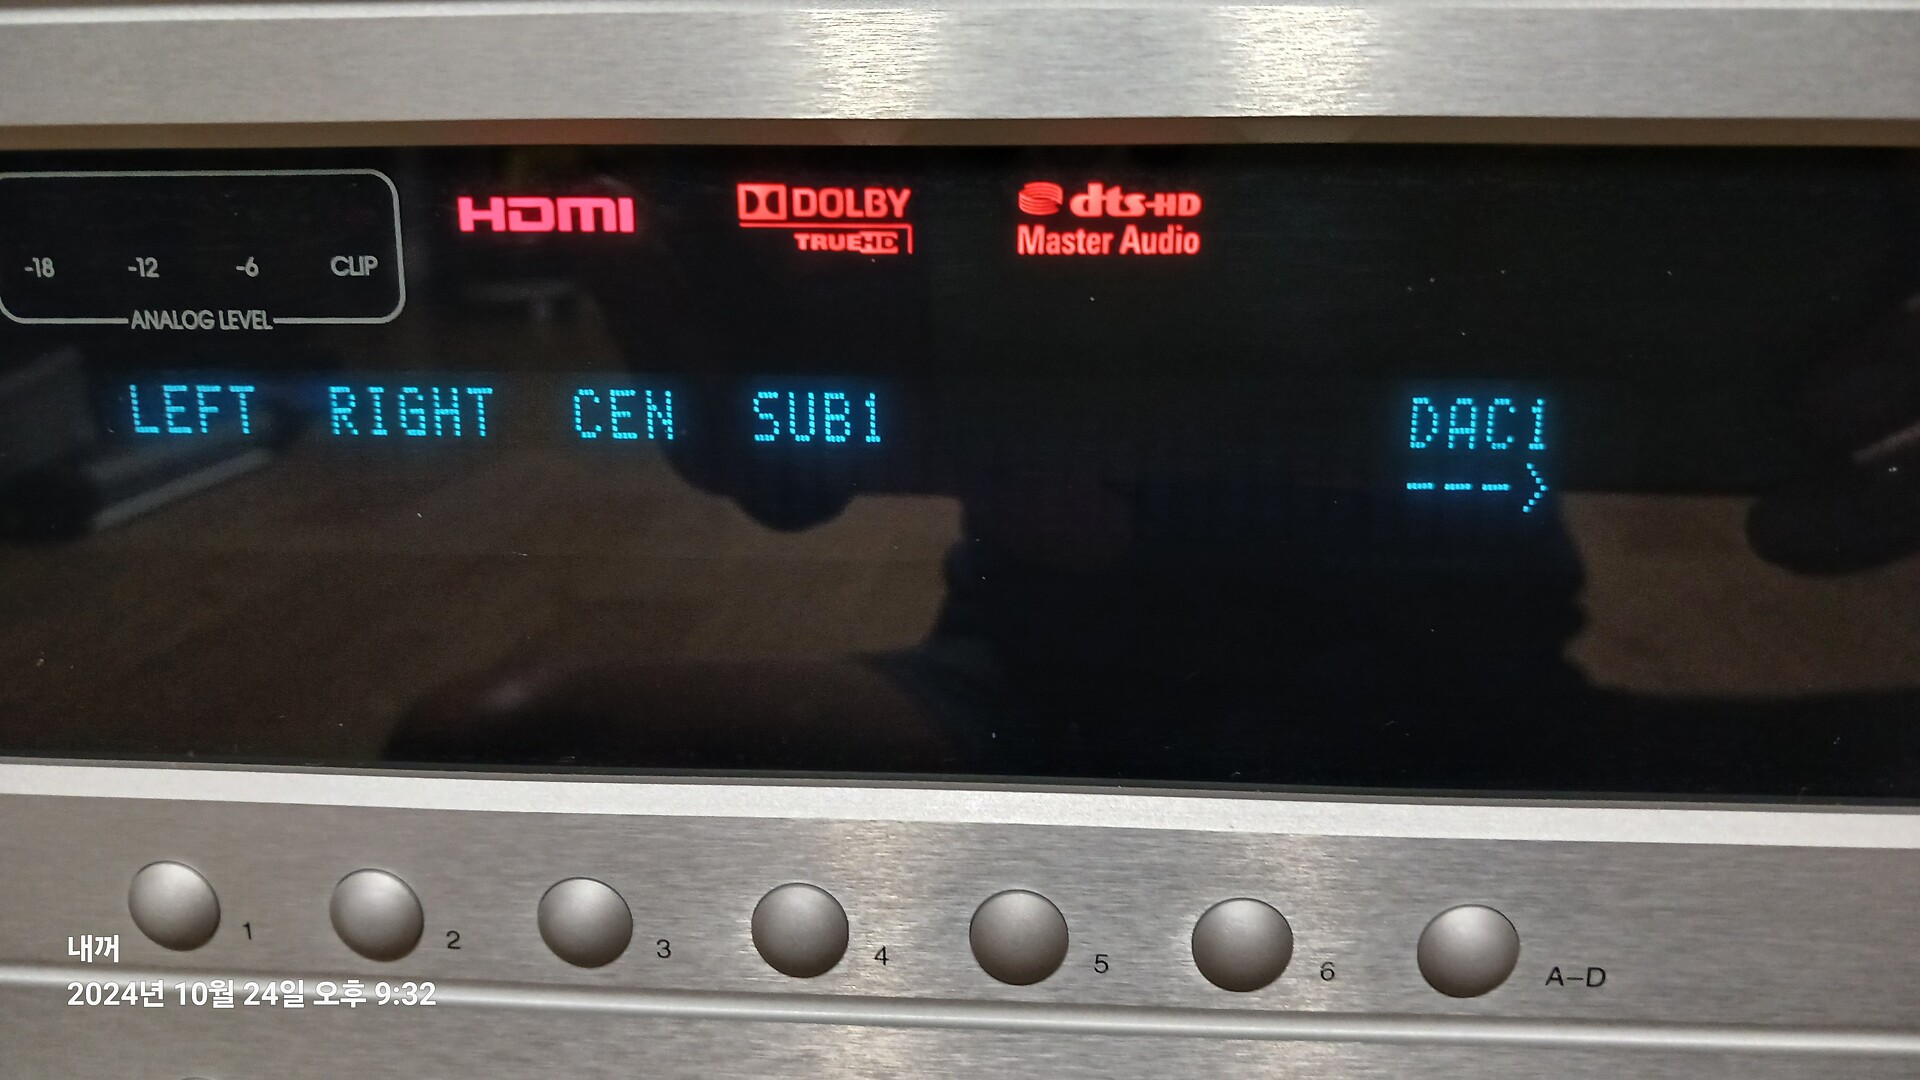 HDMI
DOLBY
TRUEHD
dts-HD
Master Audio
-18 -12 -6 CLIP
ANALOG LEVEL
LEFT RIGHT CEN SUB1 DAC1
--->
1 2 3 4 5 6 A-D
내꺼
2024년 10월 24일 오후 9:32